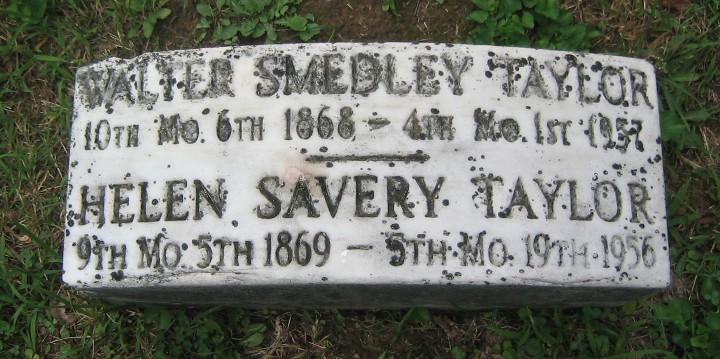 WALTER SMEDLEY TAYLOR
10TH MO. 6TH 1868 - 4TH MO. 1ST 1957
HELEN SAVERY TAYLOR
9TH MO 5TH 1869 - 5TH MO. 19TH 1956